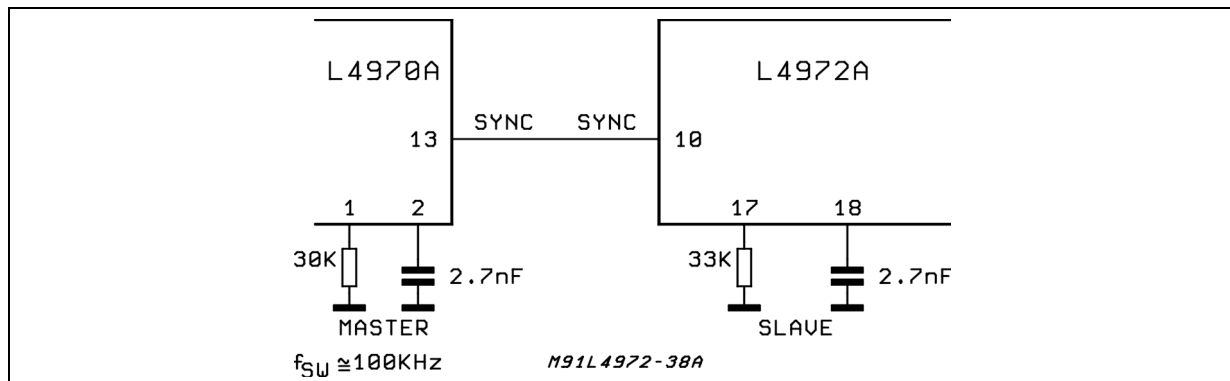 L4970A
L4972A
SYNC SYNC
13
10
1 2
17 18
30K
2.7nF
33K
2.7nF
MASTER
SLAVE
fSW ≅100KHz
M91L4972-38A